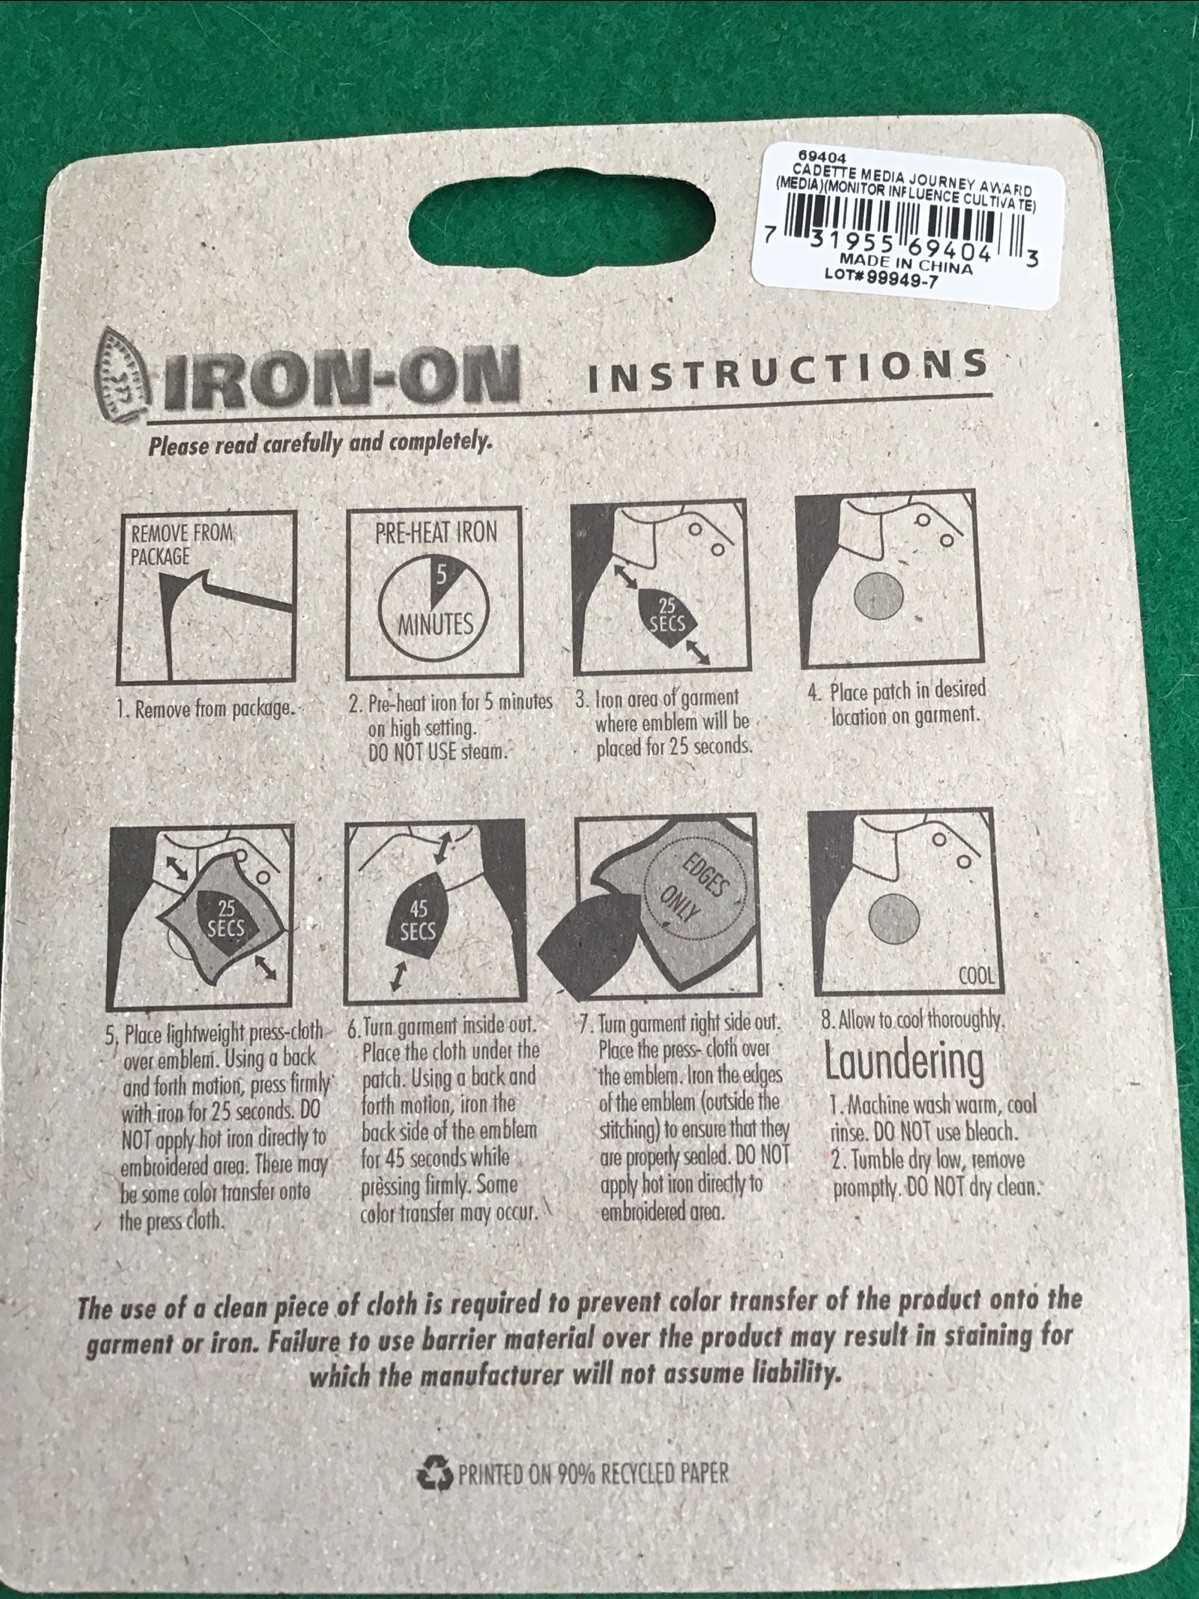 69404
CADETTE MEDIA JOURNEY AWARD
(MEDIA)(MONITOR INFLUENCE CULTIVATE)
7 31955 69404 3
MADE IN CHINA
LOT# 99949-7
IRON-ON INSTRUCTIONS
Please read carefully and completely.
REMOVE FROM
PACKAGE
1. Remove from package.
PRE-HEAT IRON
5
MINUTES
2. Pre-heat iron for 5 minutes
on high setting.
DO NOT USE steam.
25
SECS
3. Iron area of garment
where emblem will be
placed for 25 seconds.
4. Place patch in desired
location on garment.
25
SECS
5. Place lightweight press-cloth
over emblem. Using a back
and forth motion, press firmly
with iron for 25 seconds. DO
NOT apply hot iron directly to
embroidered area. There may
be some color transfer onto
the press cloth.
45
SECS
6. Turn garment inside out.
Place the cloth under the
patch. Using a back and
forth motion, iron the
back side of the emblem
for 45 seconds while
pressing firmly. Some
color transfer may occur.
EDGES
ONLY
7. Turn garment right side out.
Place the press- cloth over
the emblem. Iron the edges
of the emblem (outside the
stitching) to ensure that they
are properly sealed. DO NOT
apply hot iron directly to
embroidered area.
COOL
8. Allow to cool thoroughly.
Laundering
1. Machine wash warm, cool
rinse. DO NOT use bleach.
2. Tumble dry low, remove
promptly. DO NOT dry clean.
The use of a clean piece of cloth is required to prevent color transfer of the product onto the
garment or iron. Failure to use barrier material over the product may result in staining for
which the manufacturer will not assume liability.
PRINTED ON 90% RECYCLED PAPER